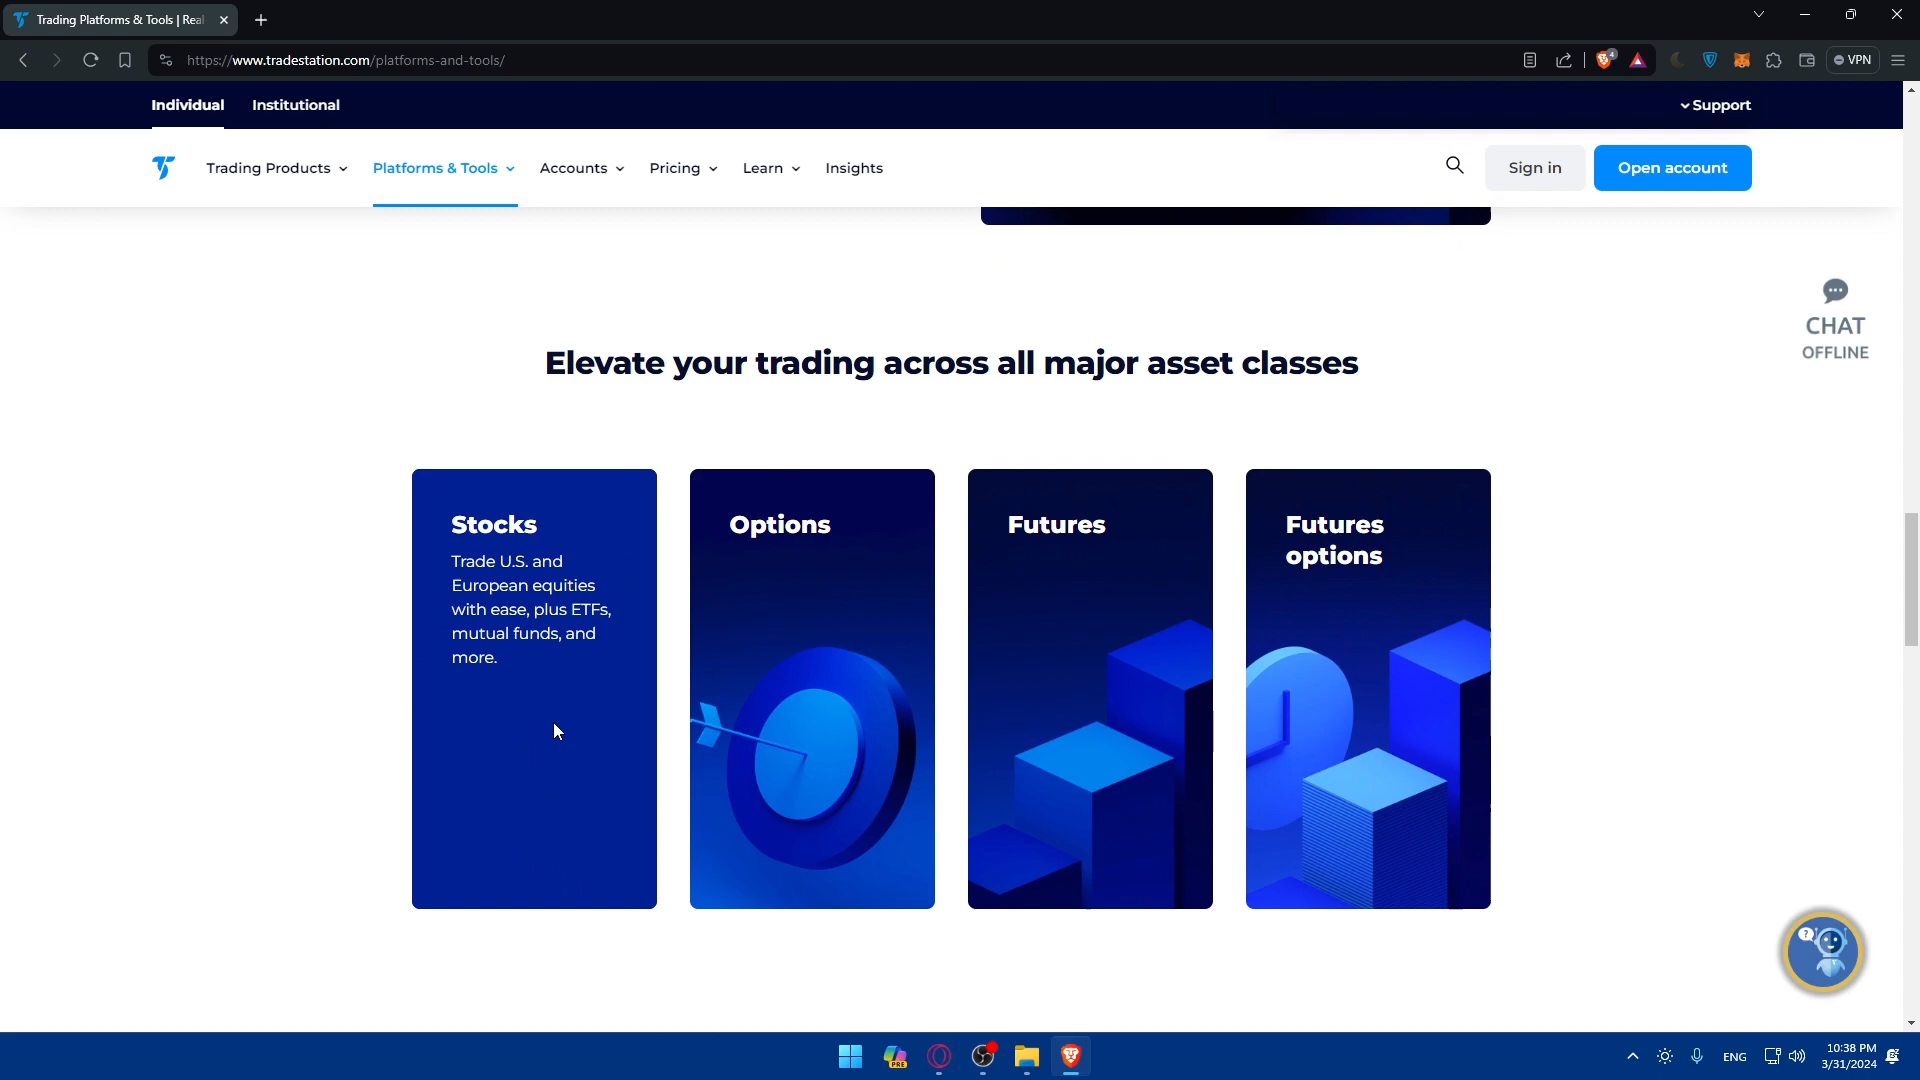 Trading Platforms & Tools | Real
https://www.tradestation.com/platforms-and-tools/
4
VPN
Individual
Institutional
Support
Trading Products
Platforms & Tools
Accounts
Pricing
Learn
Insights
Sign in
Open account
CHAT
OFFLINE
Elevate your trading across all major asset classes
Stocks
Trade U.S. and
European equities
with ease, plus ETFs,
mutual funds, and
more.
Options
Futures
Futures
options
?
PRE
ENG
10:38 PM
3/31/2024